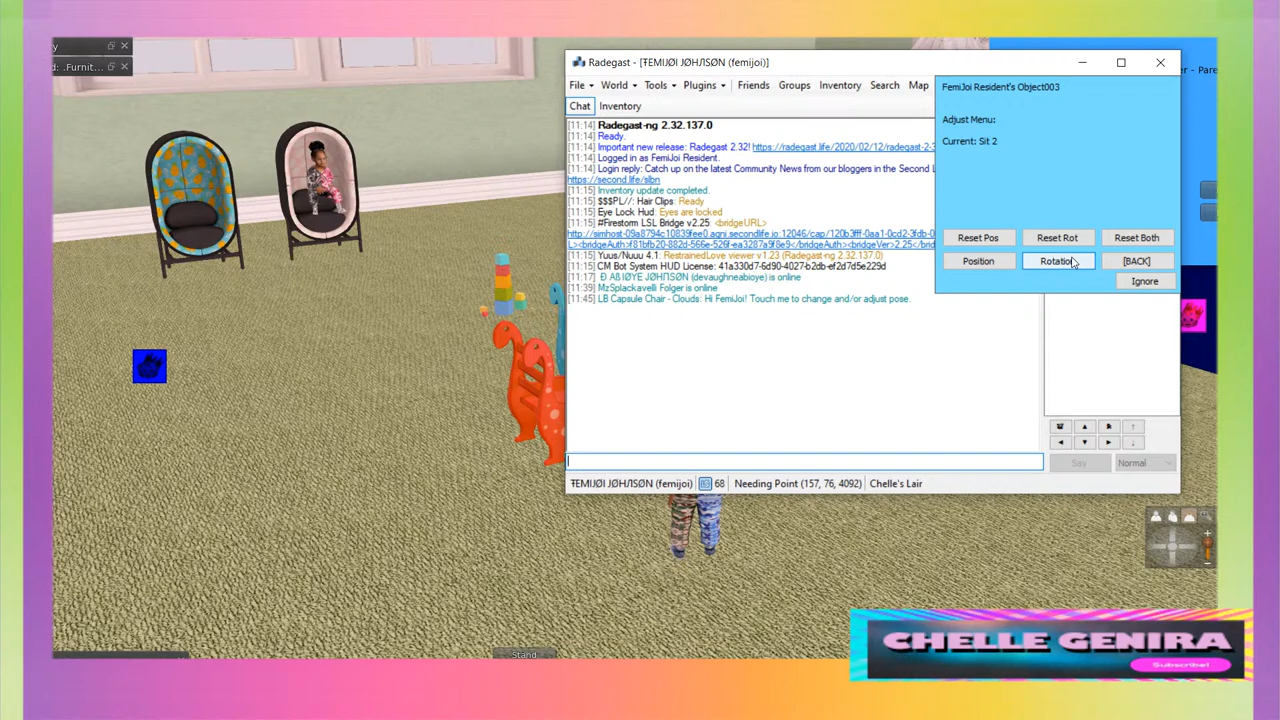 y
d: .Furnit...
Radegast - [ŦEMIJØI JØҤЛSØN (femijoi)]
File World Tools Plugins Friends Groups Inventory Search Map
Chat Inventory
[11:14] Radegast-ng 2.32.137.0
[11:14] Ready.
[11:14] Important new release: Radegast 2.32! https://radegast.life/2020/02/12/radegast-2-3
[11:14] Logged in as FemiJoi Resident.
[11:14] Login reply: Catch up on the latest Community News from our bloggers in the Second L
https://second.life/slbn
[11:15] Inventory update completed.
[11:15] $$$PL//: Hair Clips: Ready
[11:15] Eye Lock Hud: Eyes are locked
[11:15] #Firestorm LSL Bridge v2.25: <bridgeURL>
[11:15] Yuus/Nuuu 4.1: RestrainedLove viewer v1.23 (Radegast-ng 2.32.137.0)
[11:15] CM Bot System HUD License: 41a330d7-6d90-4027-b2db-ef2d7d5e229d
[11:39] MzSplackavelli Folger is online
[11:45] LB Capsule Chair - Clouds: Hi FemiJoi! Touch me to change and/or adjust pose.
FemiJoi Resident's Object003
Adjust Menu:
Current: Sit 2
Reset Pos Reset Rot Reset Both
Position Rotation [BACK]
Ignore
er - Pare
Say Normal
ŦEMIJØI JØҤЛSØN (femijoi) 68 Needing Point (157, 76, 4092) Chelle's Lair
Stand
CHELLE GENIRA
Subscribe!